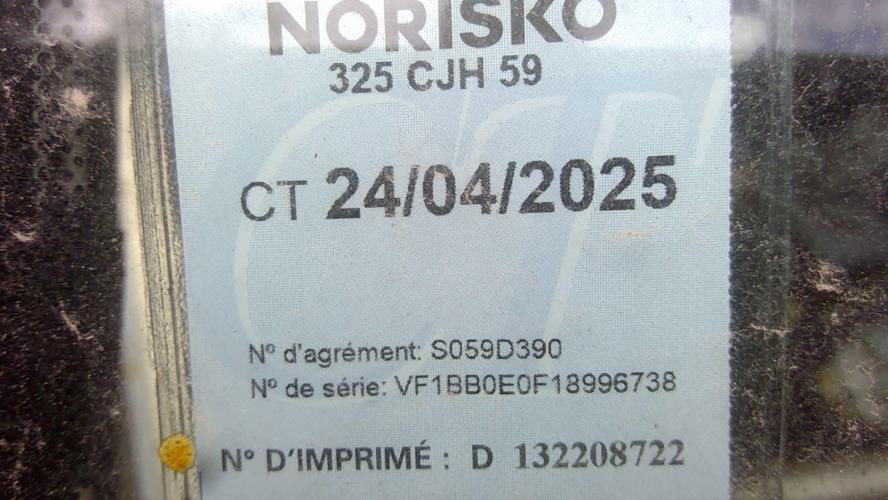 NORISKO
325 CJH 59
CT 24/04/2025
N° d'agrément: S059D390
N° de série: VF1BB0E0F18996738
N° D'IMPRIMÉ : D 132208722